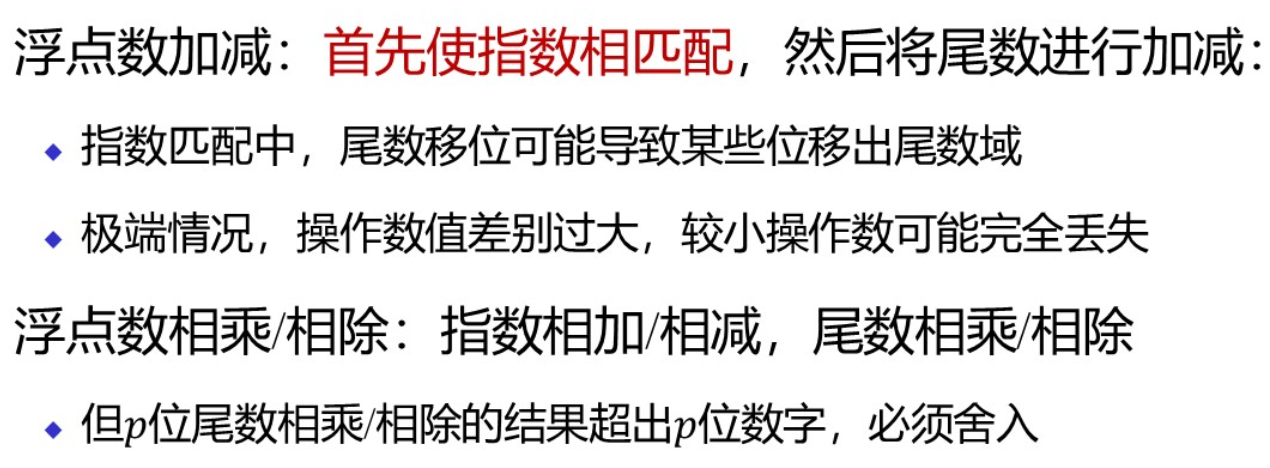 浮点数加减：首先使指数相匹配，然后将尾数进行加减：
◆ 指数匹配中，尾数移位可能导致某些位移出尾数域
◆ 极端情况，操作数值差别过大，较小操作数可能完全丢失
浮点数相乘/相除：指数相加/相减，尾数相乘/相除
◆ 但p位尾数相乘/相除的结果超出p位数字，必须舍入